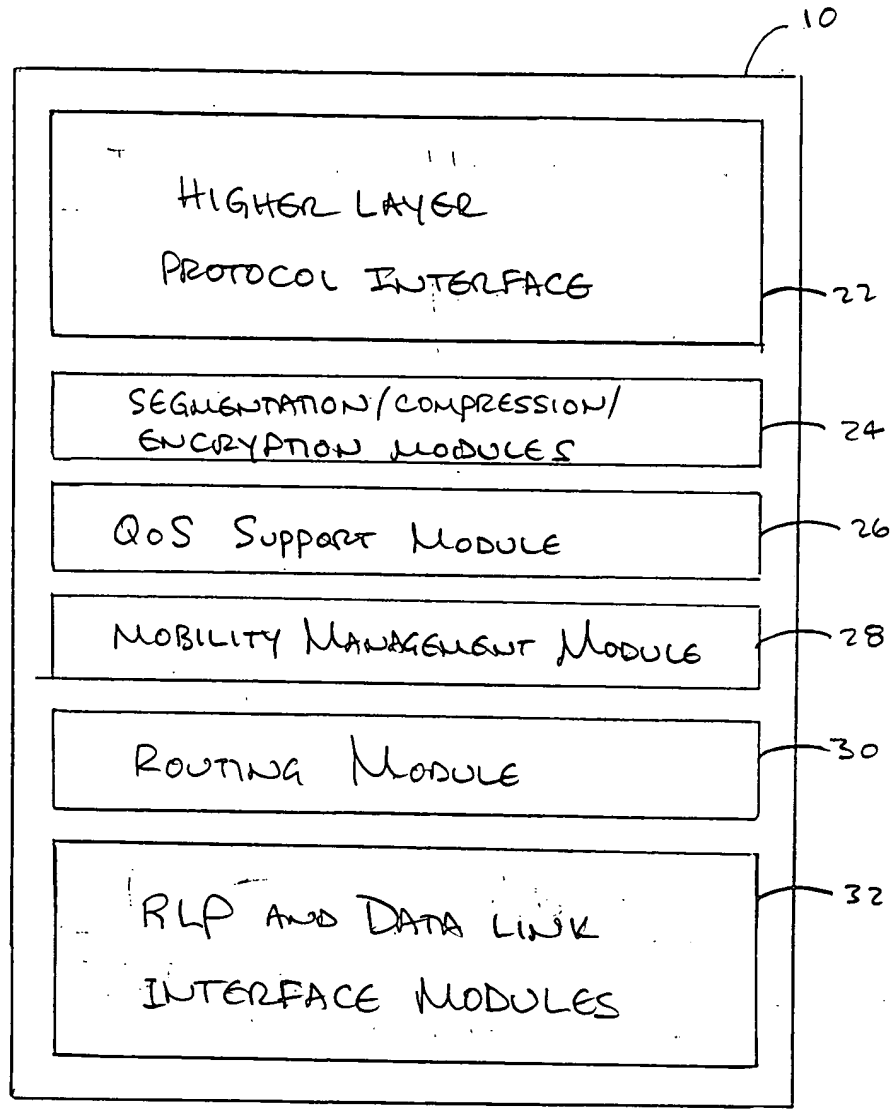 10
HIGHER LAYER
PROTOCOL INTERFACE
22
SEGMENTATION/COMPRESSION/
ENCRYPTION MODULES
24
QoS SUPPORT MODULE
26
MOBILITY MANAGEMENT MODULE
28
ROUTING MODULE
30
RLP AND DATA LINK
INTERFACE MODULES
32